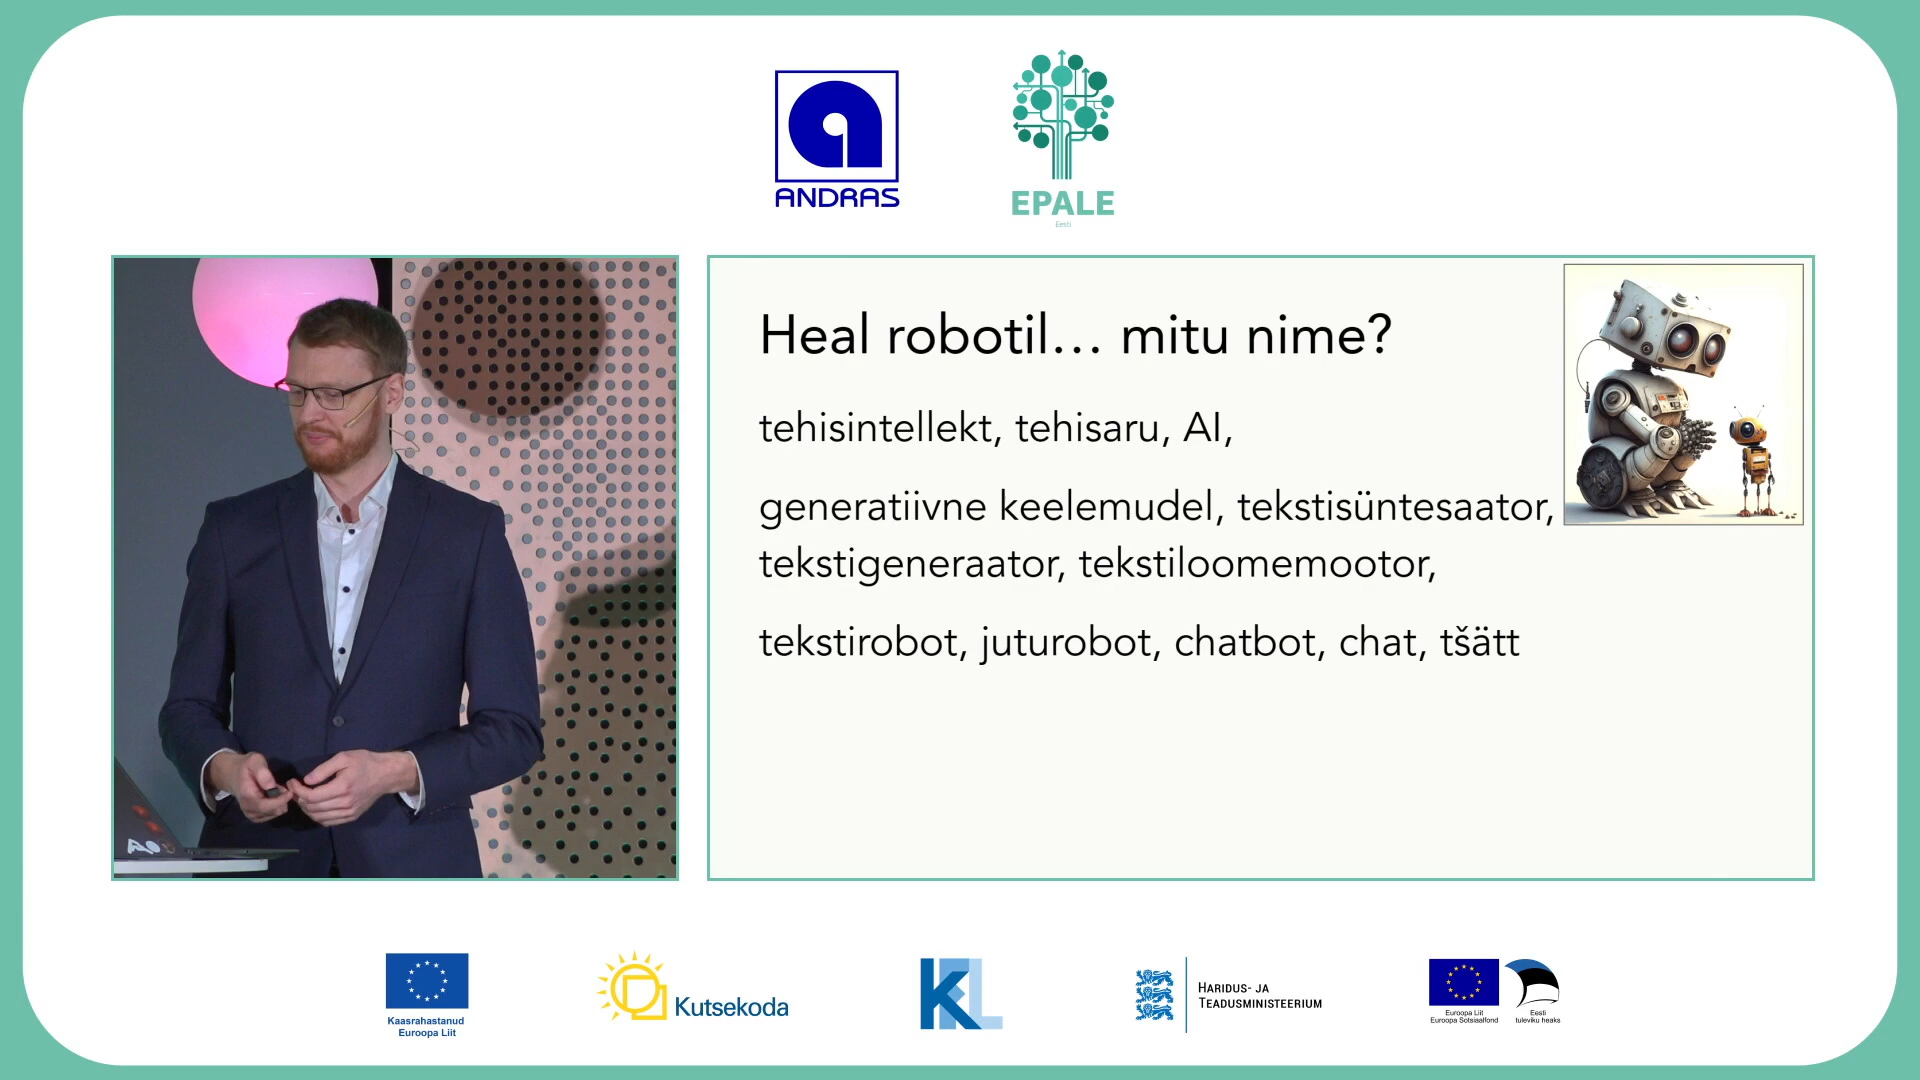 ANDRAS
EPALE
Eesti
Heal robotil… mitu nime?
tehisintellekt, tehisaru, AI,
generatiivne keelemudel, tekstisüntesaator,
tekstigeneraator, tekstiloomemootor,
tekstirobot, juturobot, chatbot, chat, tšätt
Kaasrahastanud
Euroopa Liit
Kutsekoda
KEL
HARIDUS- JA
TEADUSMINISTEERIUM
Euroopa Liit
Euroopa Sotsiaalfond
Eesti
tuleviku heaks